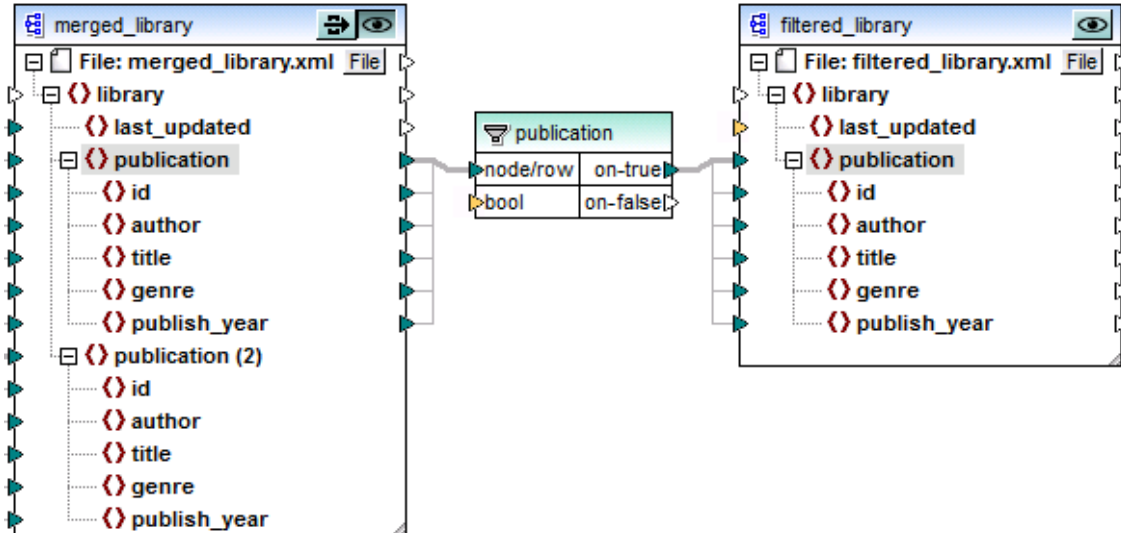 merged_library
File: merged_library.xml File
library
last_updated
publication
id
author
title
genre
publish_year
publication (2)
id
author
title
genre
publish_year
publication
node/row on-true
bool on-false
filtered_library
File: filtered_library.xml File
library
last_updated
publication
id
author
title
genre
publish_year